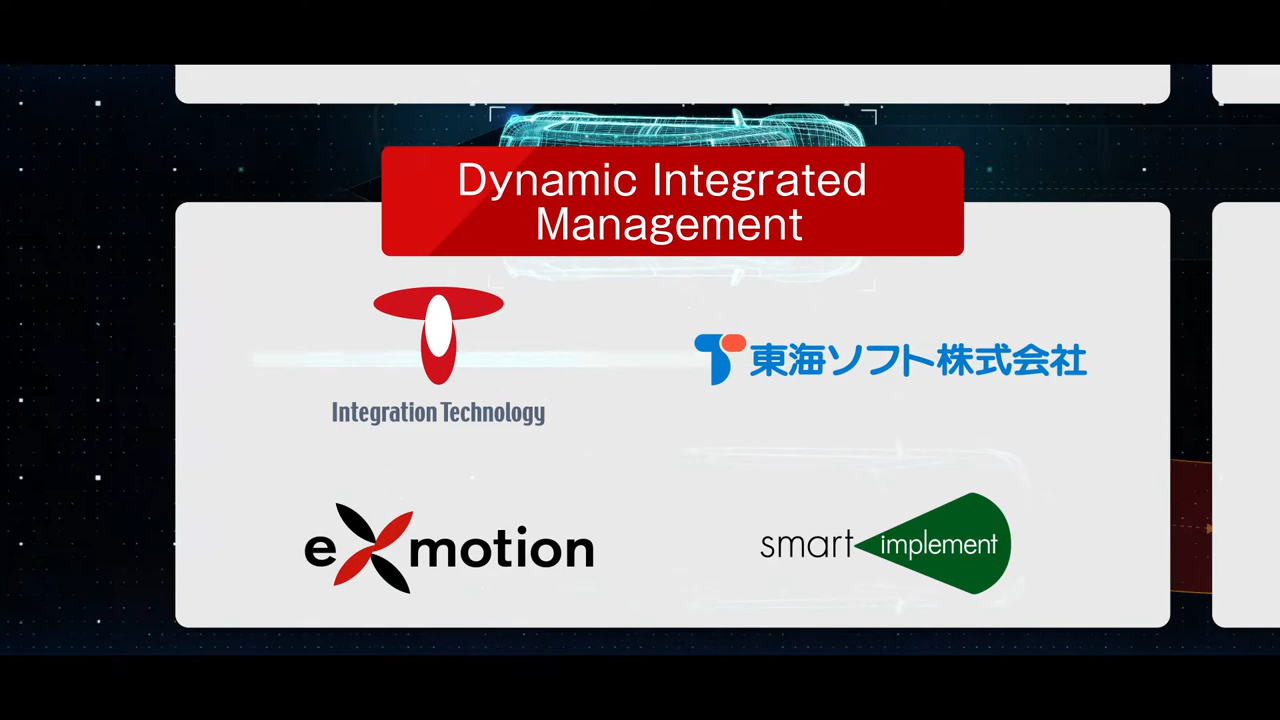 Dynamic Integrated
Management
Integration Technology
東海ソフト株式会社
eXmotion
smart implement